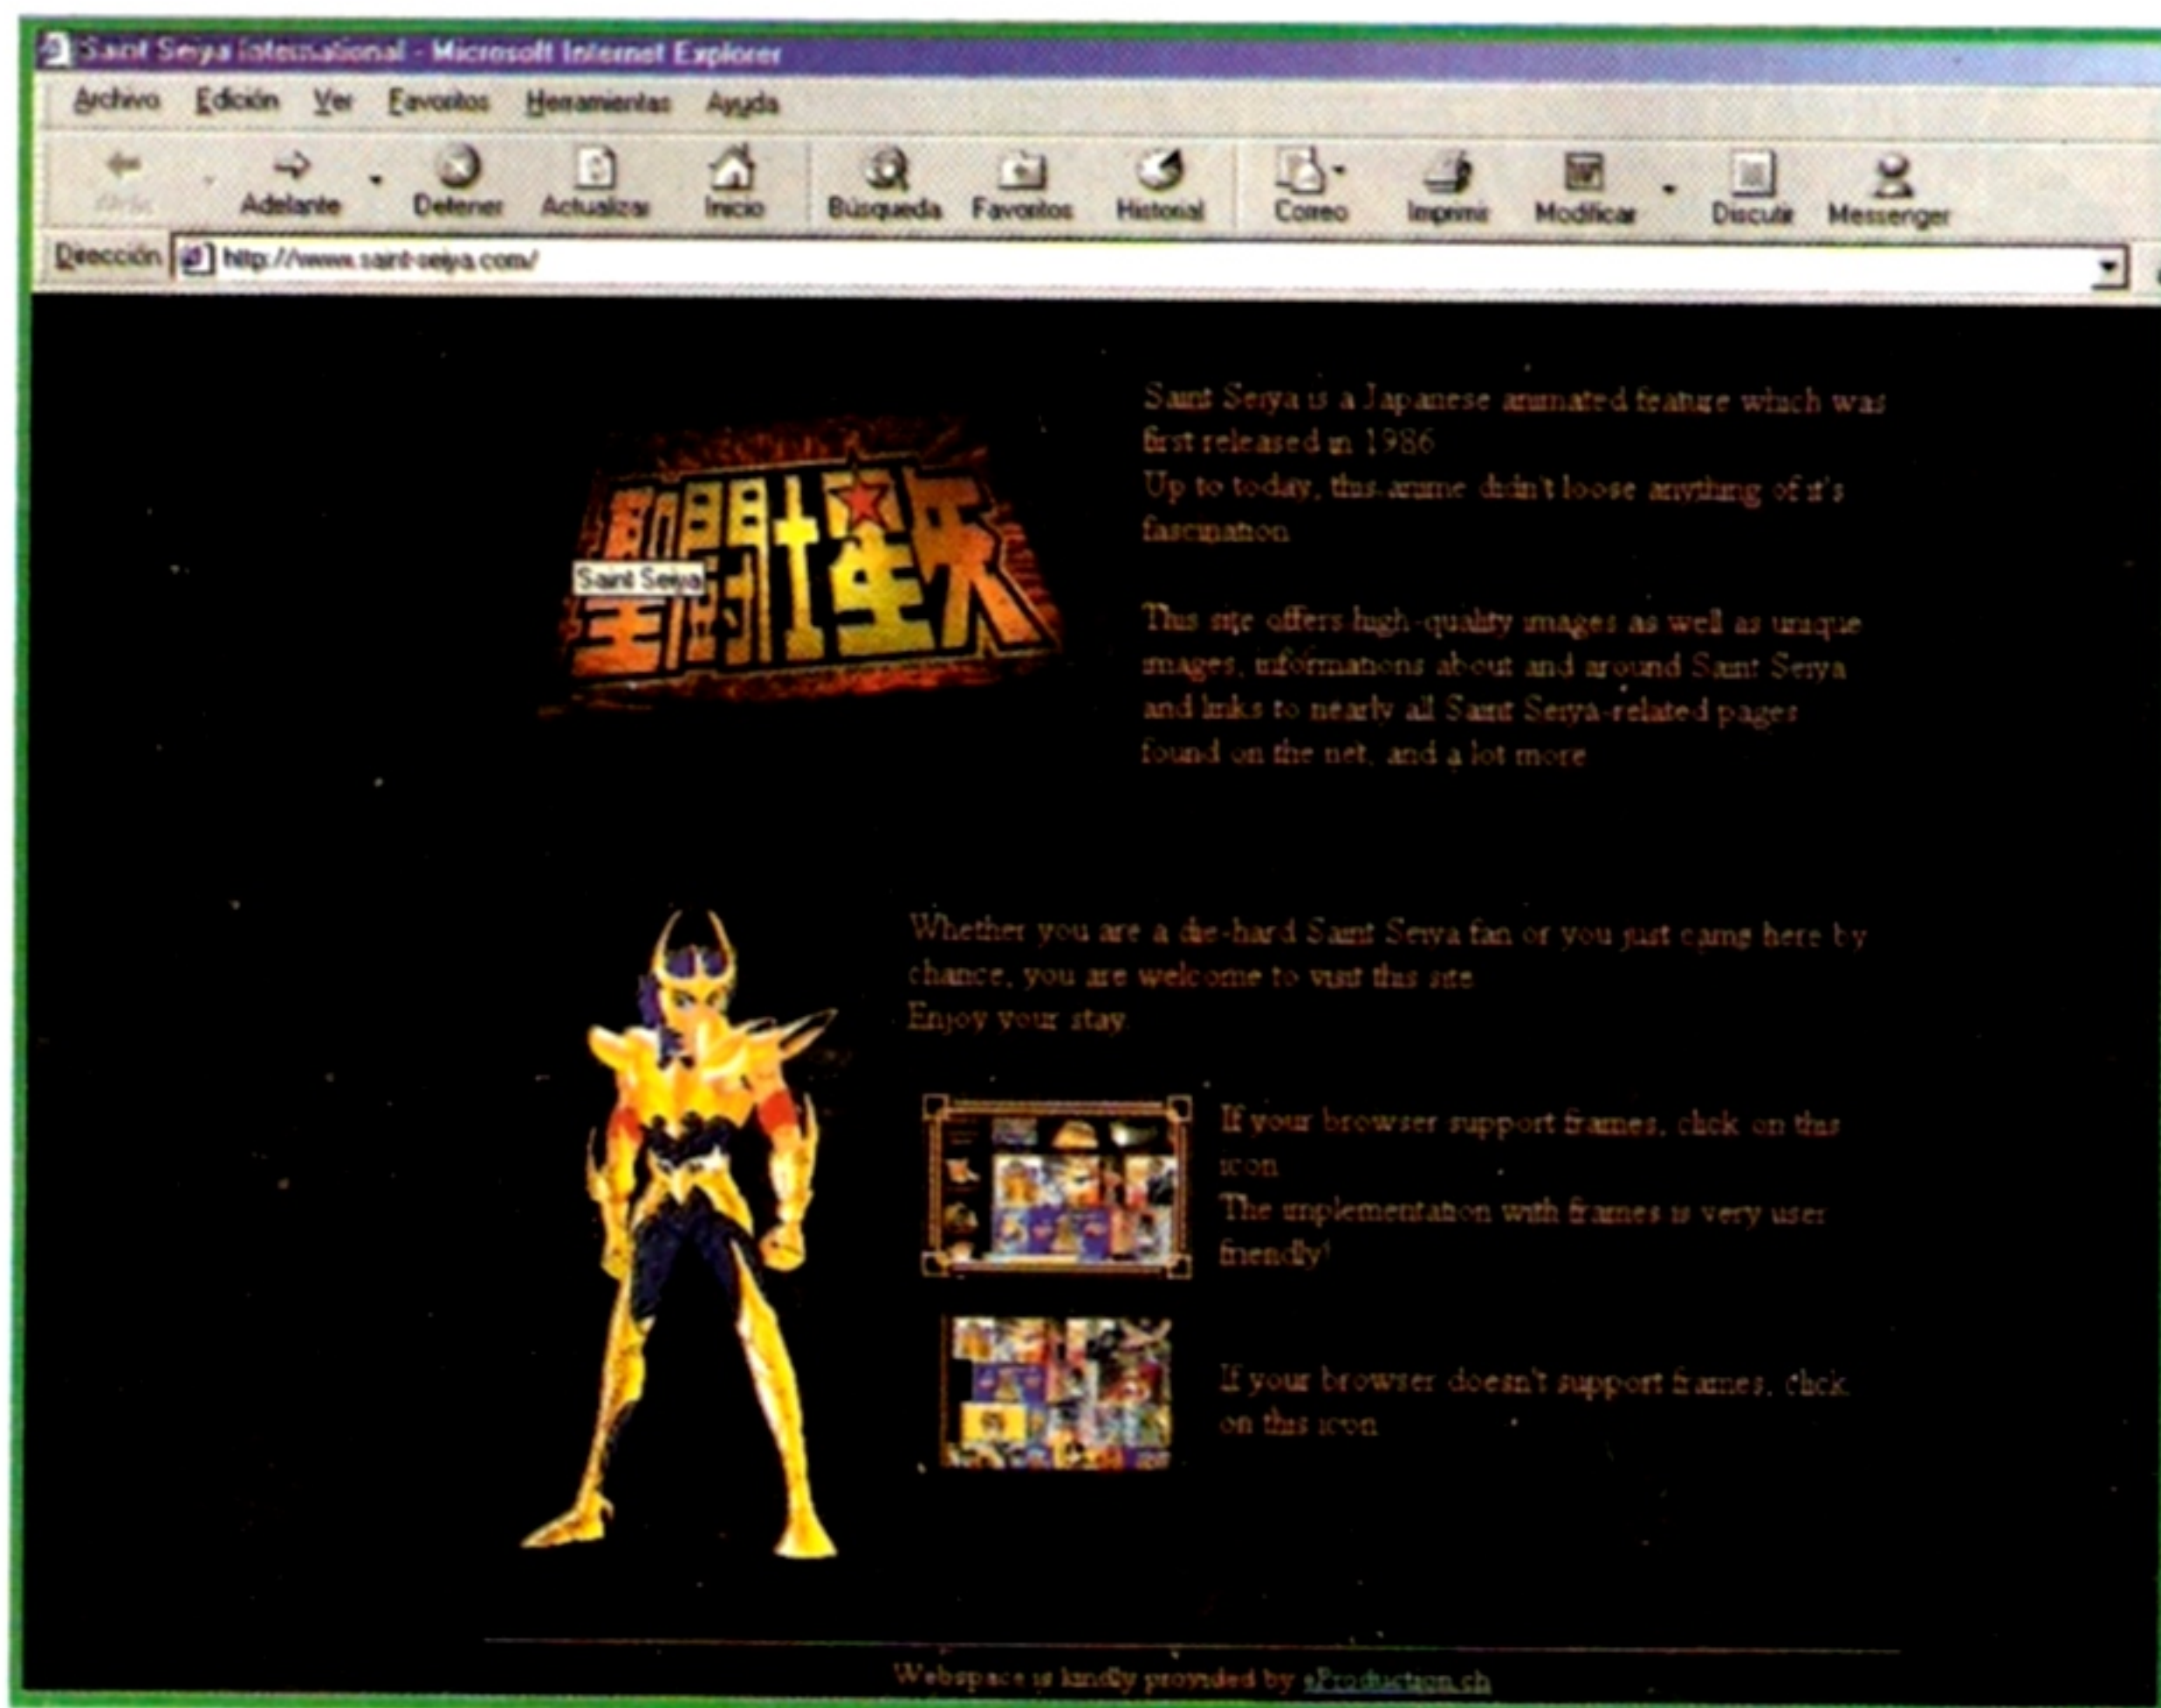 Saint Seiya International - Microsoft Internet Explorer
Archivo Edición Ver Favoritos Herramientas Ayuda
Atrás Adelante Detener Actualizar Inicio Búsqueda Favoritos Historial Correo Imprimir Modificar Discutir Messenger
Dirección http://www.saint-seiya.com/
聖闘士星矢
Saint Seiya
Saint Seiya is a Japanese animated feature which was
first released in 1986
Up to today, this anime didn't loose anything of it's
fascination
This site offers high-quality images as well as unique
images, informations about and around Saint Seiya
and links to nearly all Saint Seiya-related pages
found on the net, and a lot more
Whether you are a die-hard Saint Seiya fan or you just came here by
chance, you are welcome to visit this site
Enjoy your stay.
If your browser support frames, click on this
icon
The implementation with frames is very user
friendly!
If your browser doesn't support frames, click
on this icon
Webspace is kindly provided by eProduction.ch